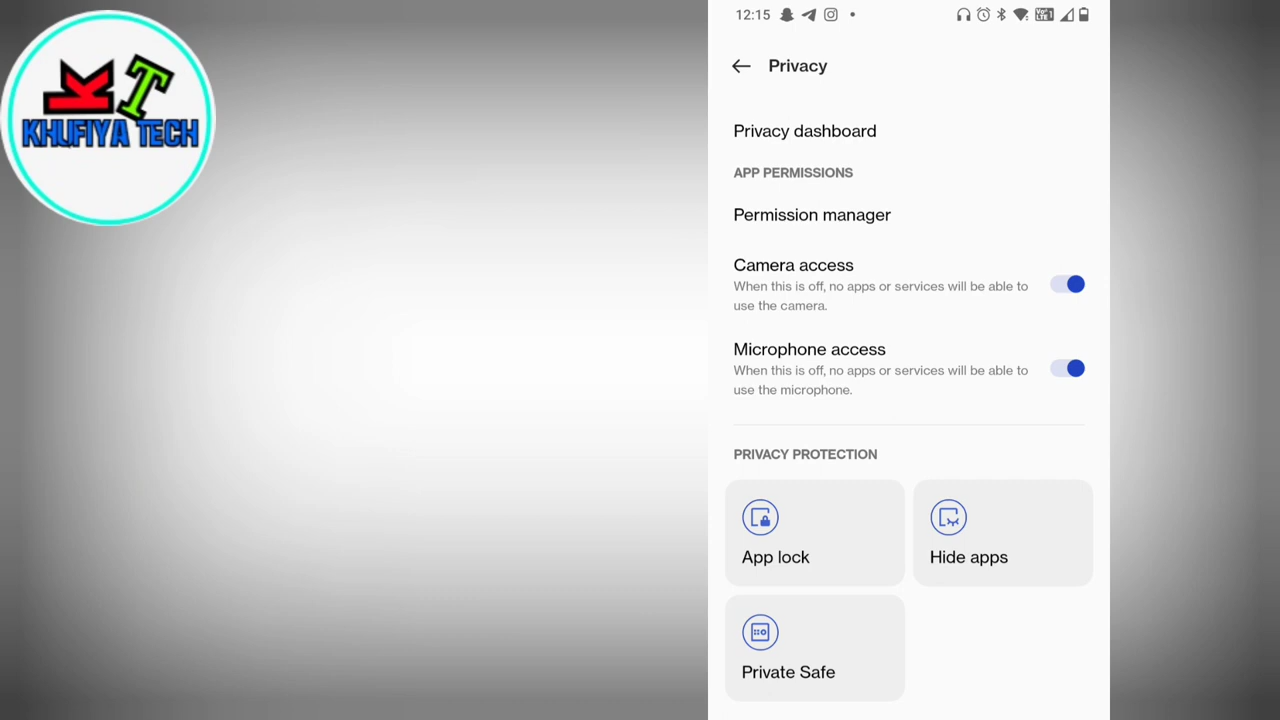 KT
KHUFIYA TECH
12:15
Privacy
Privacy dashboard
APP PERMISSIONS
Permission manager
Camera access
When this is off, no apps or services will be able to
use the camera.
Microphone access
When this is off, no apps or services will be able to
use the microphone.
PRIVACY PROTECTION
App lock
Hide apps
Private Safe